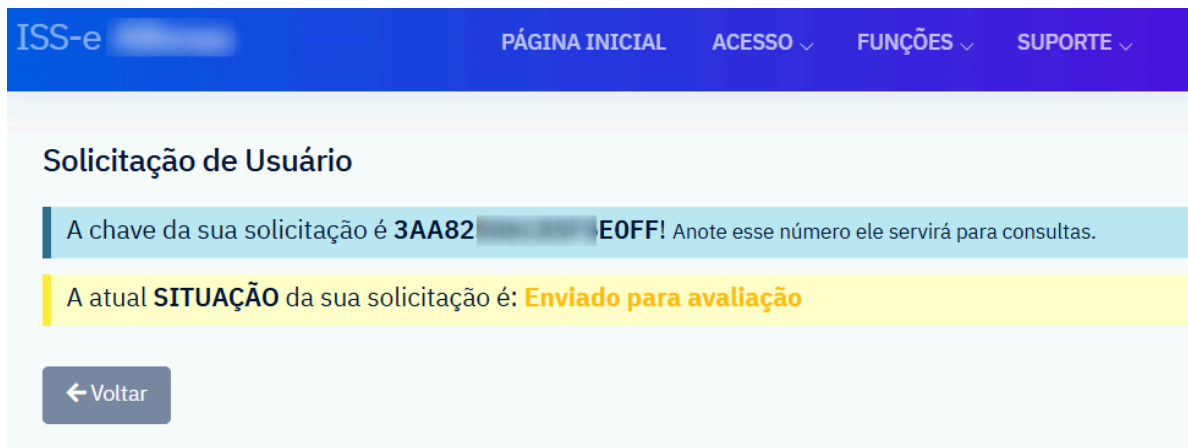 ISS-e
PÁGINA INICIAL ACESSO FUNÇÕES SUPORTE
Solicitação de Usuário
A chave da sua solicitação é 3AA82 E0FF! Anote esse número ele servirá para consultas.
A atual SITUAÇÃO da sua solicitação é: Enviado para avaliação
Voltar